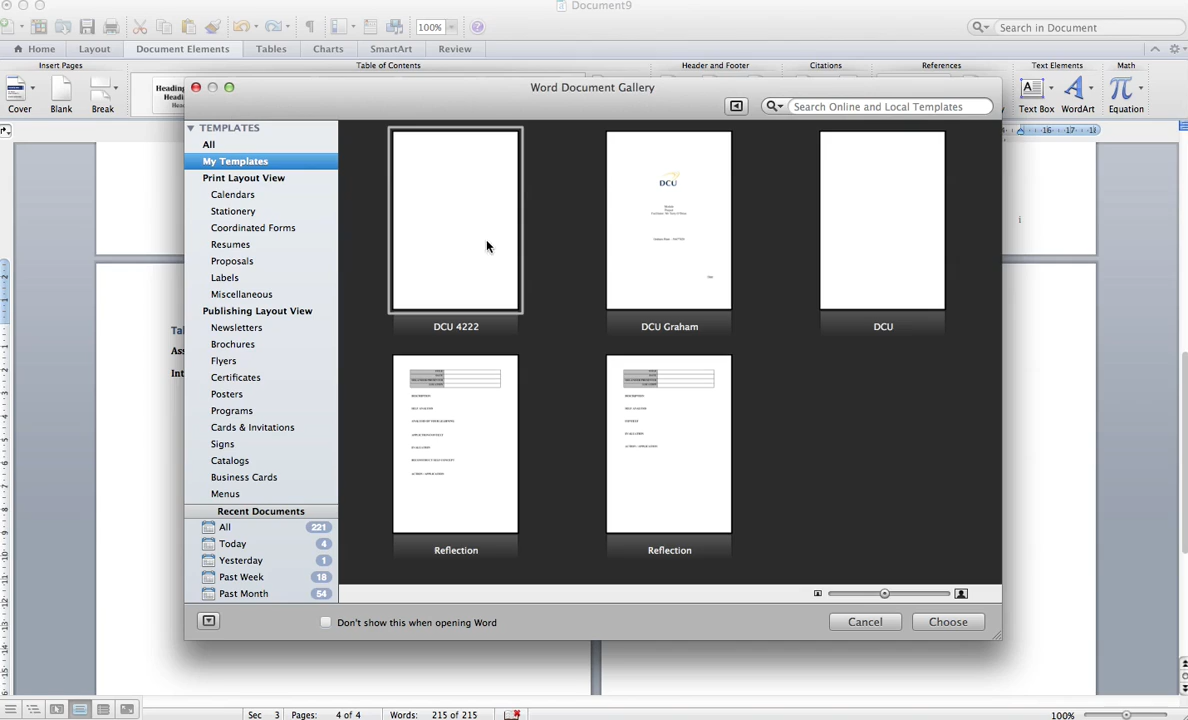 Document9
100%
Search in Document
Home
Layout
Document Elements
Tables
Charts
SmartArt
Review
Insert Pages
Table of Contents
Header and Footer
Citations
References
Text Elements
Math
Cover
Blank
Break
Heading
Headi
Text Box
WordArt
Equation
Word Document Gallery
Search Online and Local Templates
TEMPLATES
All
My Templates
Print Layout View
Calendars
Stationery
Coordinated Forms
Resumes
Proposals
Labels
Miscellaneous
Publishing Layout View
Newsletters
Brochures
Flyers
Certificates
Posters
Programs
Cards & Invitations
Signs
Catalogs
Business Cards
Menus
Recent Documents
All 221
Today 4
Yesterday 1
Past Week 18
Past Month 54
DCU 4222
DCU
DCU Graham
DCU
Reflection
Reflection
Don't show this when opening Word
Cancel
Choose
16 17 18
Sec 3
Pages: 4 of 4
Words: 215 of 215
100%